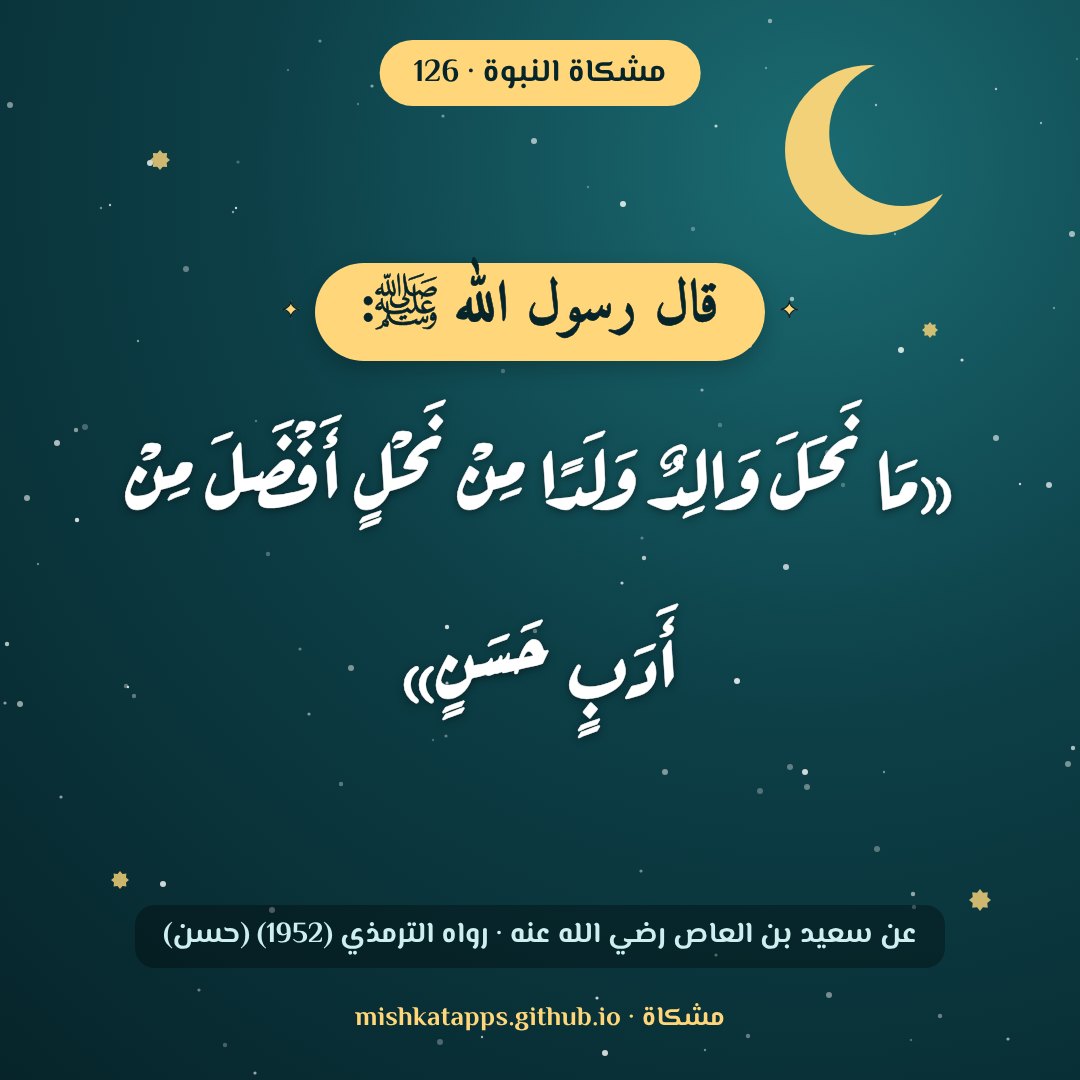 مشكاة النبوة · 126
قال رسول الله ﷺ:
«مَا نَحَلَ وَالِدٌ وَلَدًا مِنْ نَحْلٍ أَفْضَلَ مِنْ
أَدَبٍ حَسَنٍ»
عن سعيد بن العاص رضي الله عنه · رواه الترمذي (1952) (حسن)
مشكاة · mishkatapps.github.io